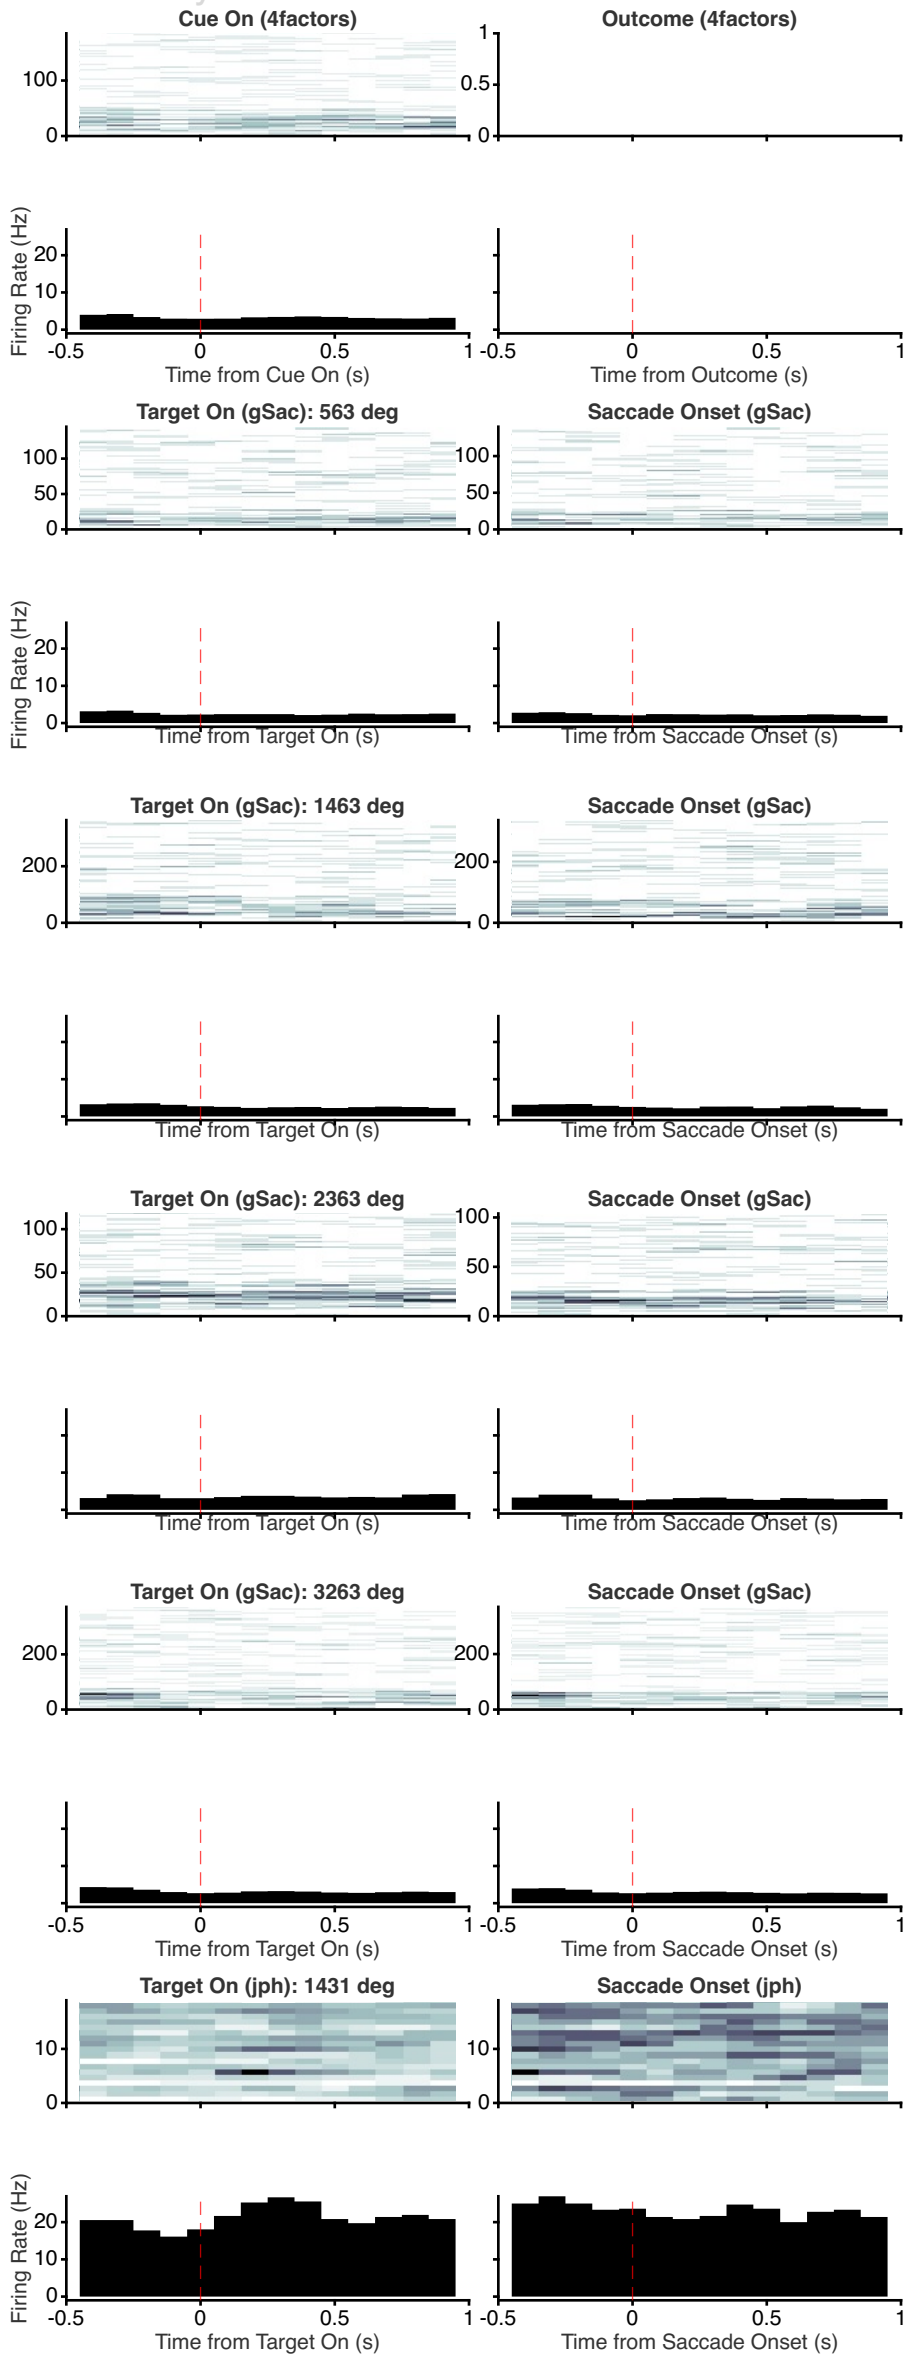 Cue On (4factors)
Outcome (4factors)
100
0
1
0.5
0
Firing Rate (Hz)
20
10
0
-0.5 0 0.5 1
-0.5 0 0.5 1
Time from Cue On (s)
Time from Outcome (s)
Target On (gSac): 563 deg
Saccade Onset (gSac)
100
50
0
100
50
0
Firing Rate (Hz)
20
10
0
Time from Target On (s)
Time from Saccade Onset (s)
Target On (gSac): 1463 deg
Saccade Onset (gSac)
200
0
200
0
Time from Target On (s)
Time from Saccade Onset (s)
Target On (gSac): 2363 deg
Saccade Onset (gSac)
100
50
0
100
50
0
Time from Target On (s)
Time from Saccade Onset (s)
Target On (gSac): 3263 deg
Saccade Onset (gSac)
200
0
200
0
-0.5 0 0.5 1
-0.5 0 0.5 1
Time from Target On (s)
Time from Saccade Onset (s)
Target On (jph): 1431 deg
Saccade Onset (jph)
10
0
10
0
Firing Rate (Hz)
20
10
0
-0.5 0 0.5 1
-0.5 0 0.5 1
Time from Target On (s)
Time from Saccade Onset (s)